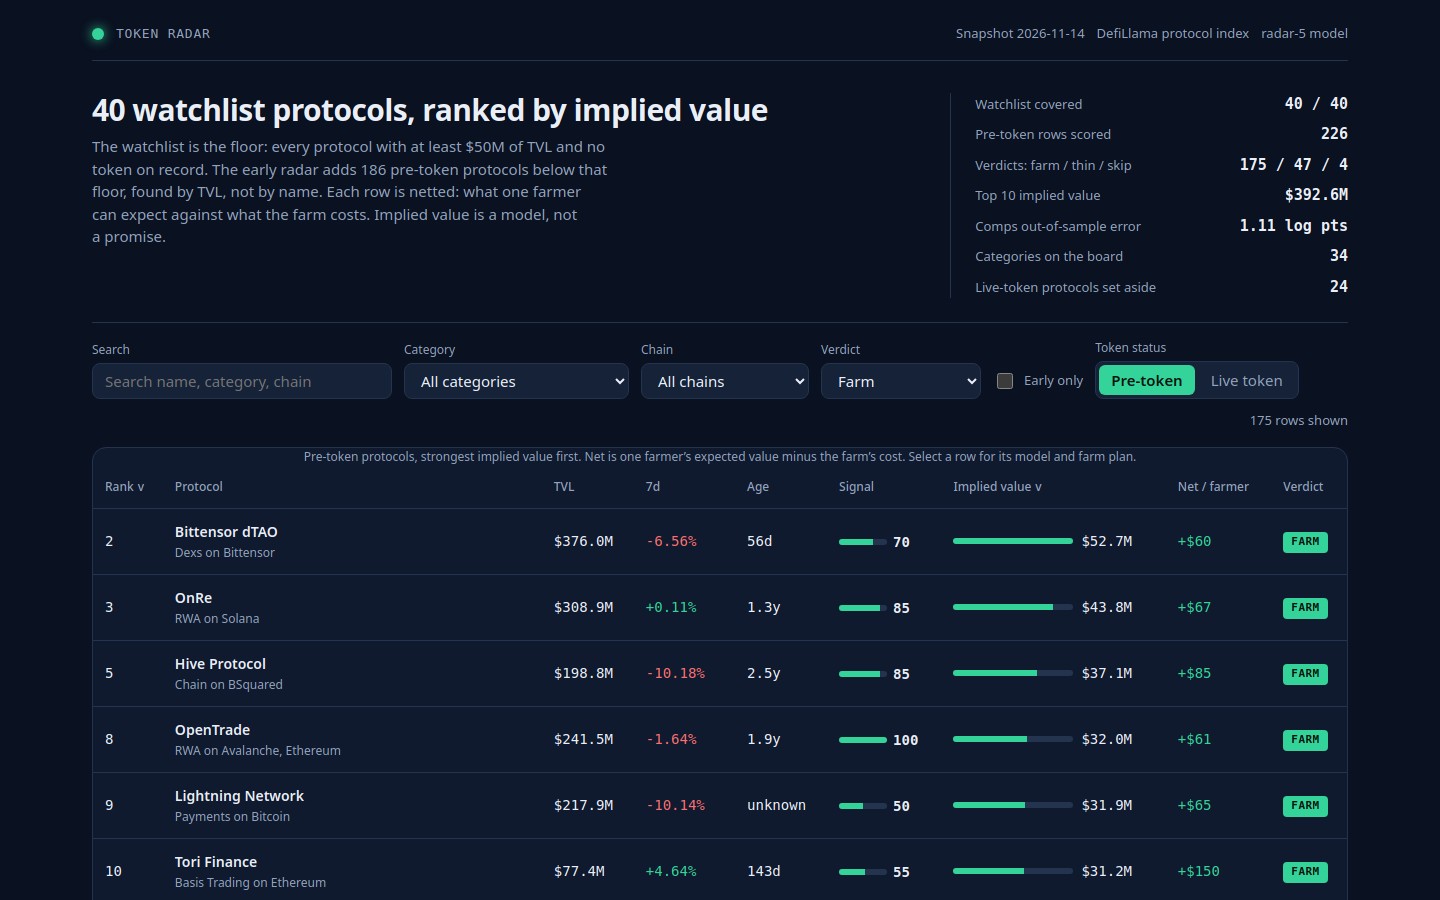 TOKEN RADAR
Snapshot 2026-11-14 DefiLlama protocol index radar-5 model
40 watchlist protocols, ranked by implied value
The watchlist is the floor: every protocol with at least $50M of TVL and no
token on record. The early radar adds 186 pre-token protocols below that
floor, found by TVL, not by name. Each row is netted: what one farmer
can expect against what the farm costs. Implied value is a model, not
a promise.
Watchlist covered 40 / 40
Pre-token rows scored 226
Verdicts: farm / thin / skip 175 / 47 / 4
Top 10 implied value $392.6M
Comps out-of-sample error 1.11 log pts
Categories on the board 34
Live-token protocols set aside 24
Search Category Chain Verdict Token status
Search name, category, chain All categories All chains Farm Early only Pre-token Live token
175 rows shown
Pre-token protocols, strongest implied value first. Net is one farmer's expected value minus the farm's cost. Select a row for its model and farm plan.
Rank v Protocol TVL 7d Age Signal Implied value v Net / farmer Verdict
2 Bittensor dTAO $376.0M -6.56% 56d 70 $52.7M +$60 FARM
Dexs on Bittensor
3 OnRe $308.9M +0.11% 1.3y 85 $43.8M +$67 FARM
RWA on Solana
5 Hive Protocol $198.8M -10.18% 2.5y 85 $37.1M +$85 FARM
Chain on BSquared
8 OpenTrade $241.5M -1.64% 1.9y 100 $32.0M +$61 FARM
RWA on Avalanche, Ethereum
9 Lightning Network $217.9M -10.14% unknown 50 $31.9M +$65 FARM
Payments on Bitcoin
10 Tori Finance $77.4M +4.64% 143d 55 $31.2M +$150 FARM
Basis Trading on Ethereum